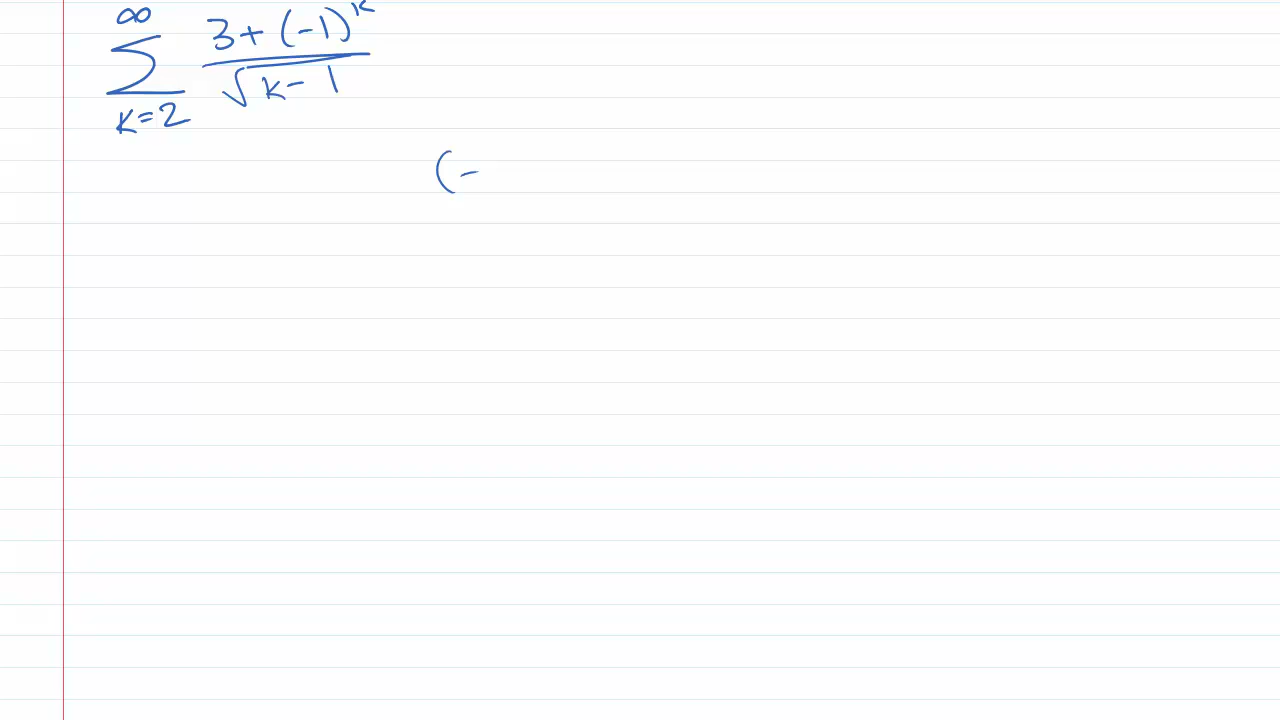 ∞
∑ 3 + (-1)^k / √(k - 1)
k=2
(-